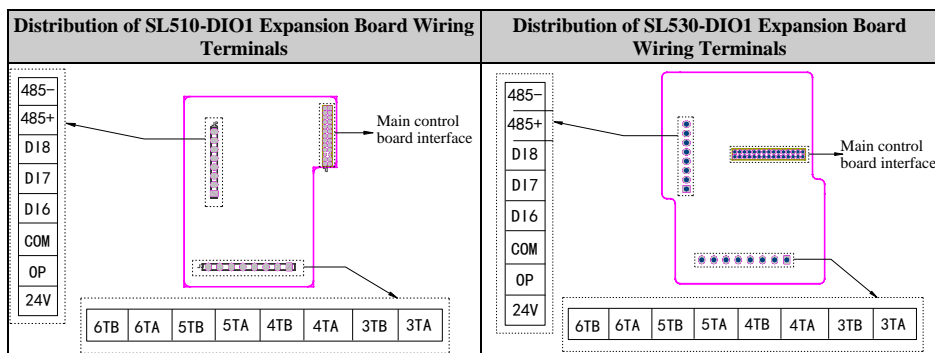 Distribution of SL510-DIO1 Expansion Board Wiring
Terminals
Distribution of SL530-DIO1 Expansion Board
Wiring Terminals
485-
485+
DI8
DI7
DI6
COM
OP
24V
Main control
board interface
6TB 6TA 5TB 5TA 4TB 4TA 3TB 3TA
485-
485+
DI8
DI7
DI6
COM
OP
24V
Main control
board interface
6TB 6TA 5TB 5TA 4TB 4TA 3TB 3TA